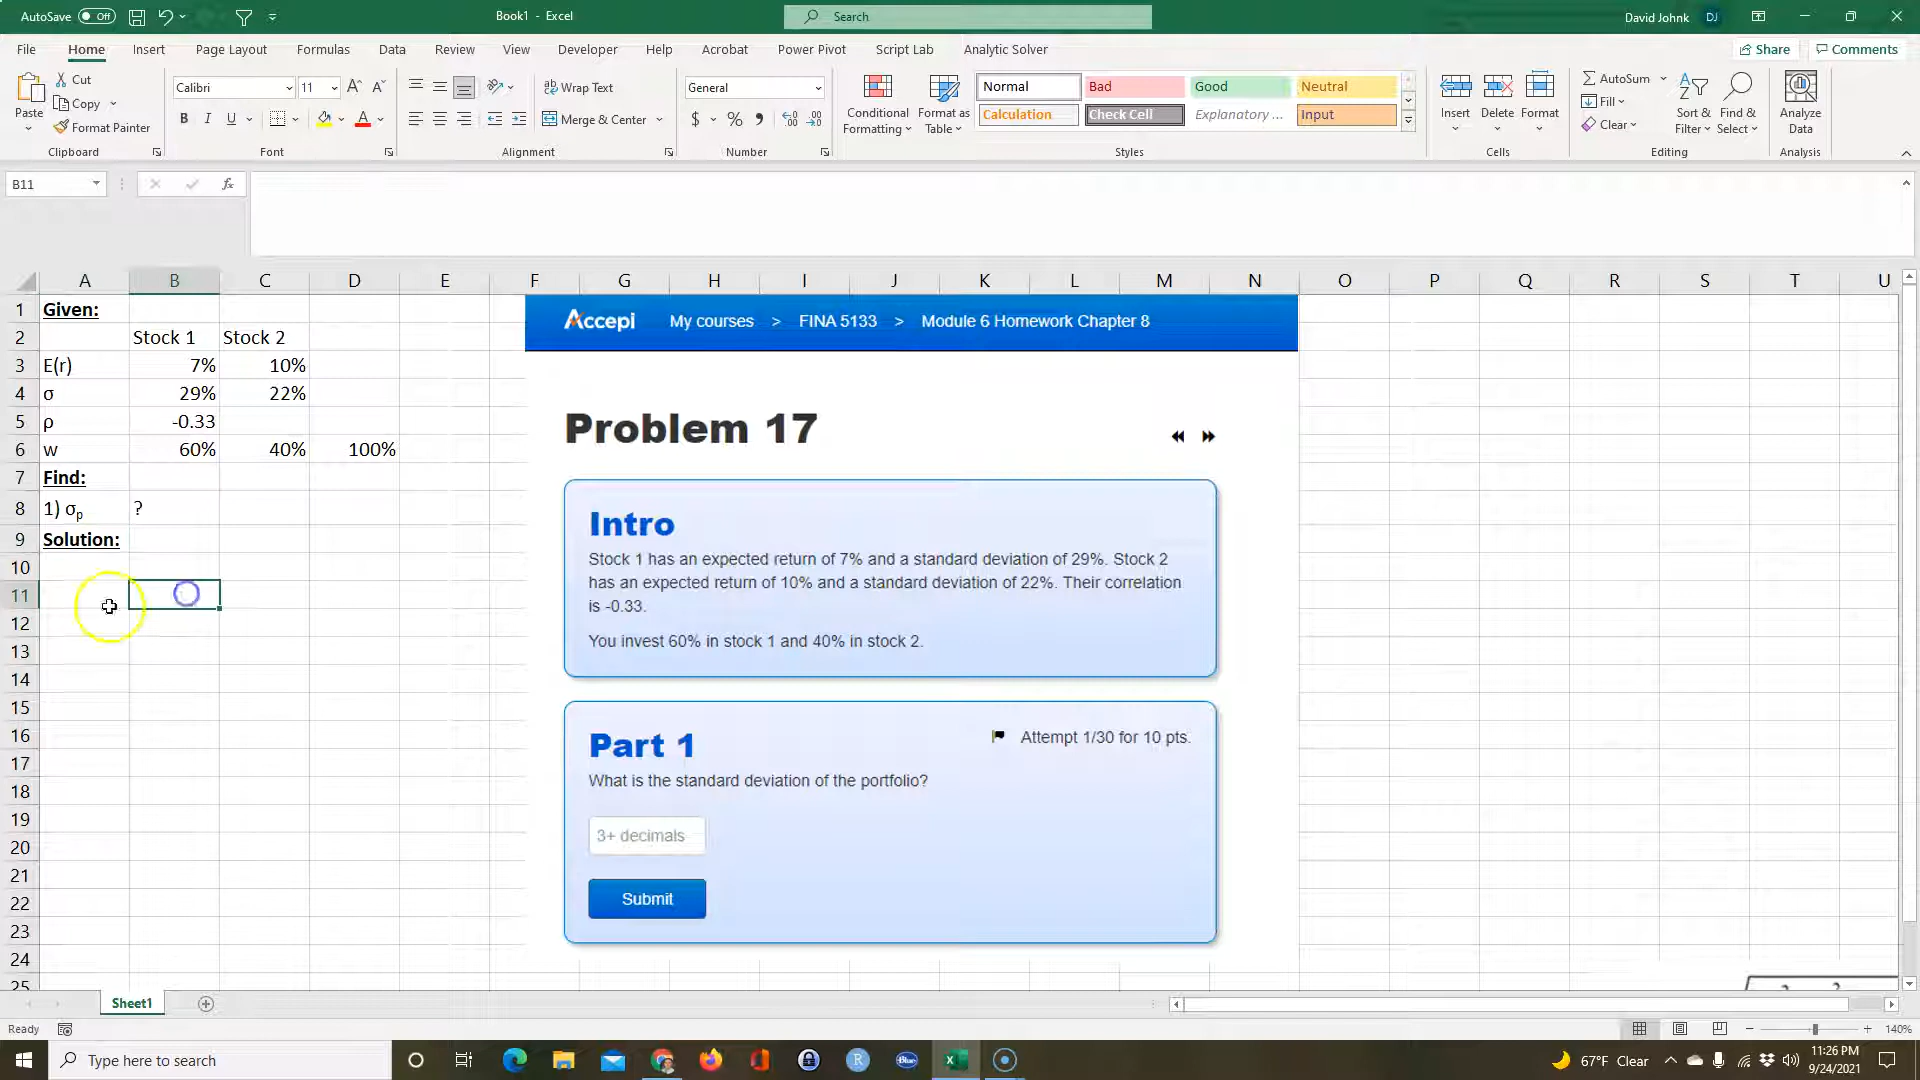 AutoSave Off
Book1 - Excel
Search
David Johnk DJ
File Home Insert Page Layout Formulas Data Review View Developer Help Acrobat Power Pivot Script Lab Analytic Solver
Share Comments
Paste
Cut
Copy
Format Painter
Clipboard
Calibri 11
B I U
Font
Wrap Text
Merge & Center
Alignment
General
$ % 9
Number
Conditional Formatting
Format as Table
Normal Bad Good Neutral
Calculation Check Cell Explanatory ... Input
Styles
Insert Delete Format
Cells
AutoSum
Fill
Clear
Sort & Filter
Find & Select
Editing
Analyze Data
Analysis
B11 fx
A B C D E F G H I J K L M N O P Q R S T U
1 Given:
2 Stock 1 Stock 2
3 E(r) 7% 10%
4 σ 29% 22%
5 ρ -0.33
6 w 60% 40% 100%
7 Find:
8 1) σp ?
9 Solution:
10
11
12
13
14
15
16
17
18
19
20
21
22
23
24
25
Accepi My courses > FINA 5133 > Module 6 Homework Chapter 8
Problem 17
Intro
Stock 1 has an expected return of 7% and a standard deviation of 29%. Stock 2
has an expected return of 10% and a standard deviation of 22%. Their correlation
is -0.33.
You invest 60% in stock 1 and 40% in stock 2.
Part 1
Attempt 1/30 for 10 pts.
What is the standard deviation of the portfolio?
3+ decimals
Submit
Sheet1
Ready
140%
Type here to search
67°F Clear
11:26 PM
9/24/2021